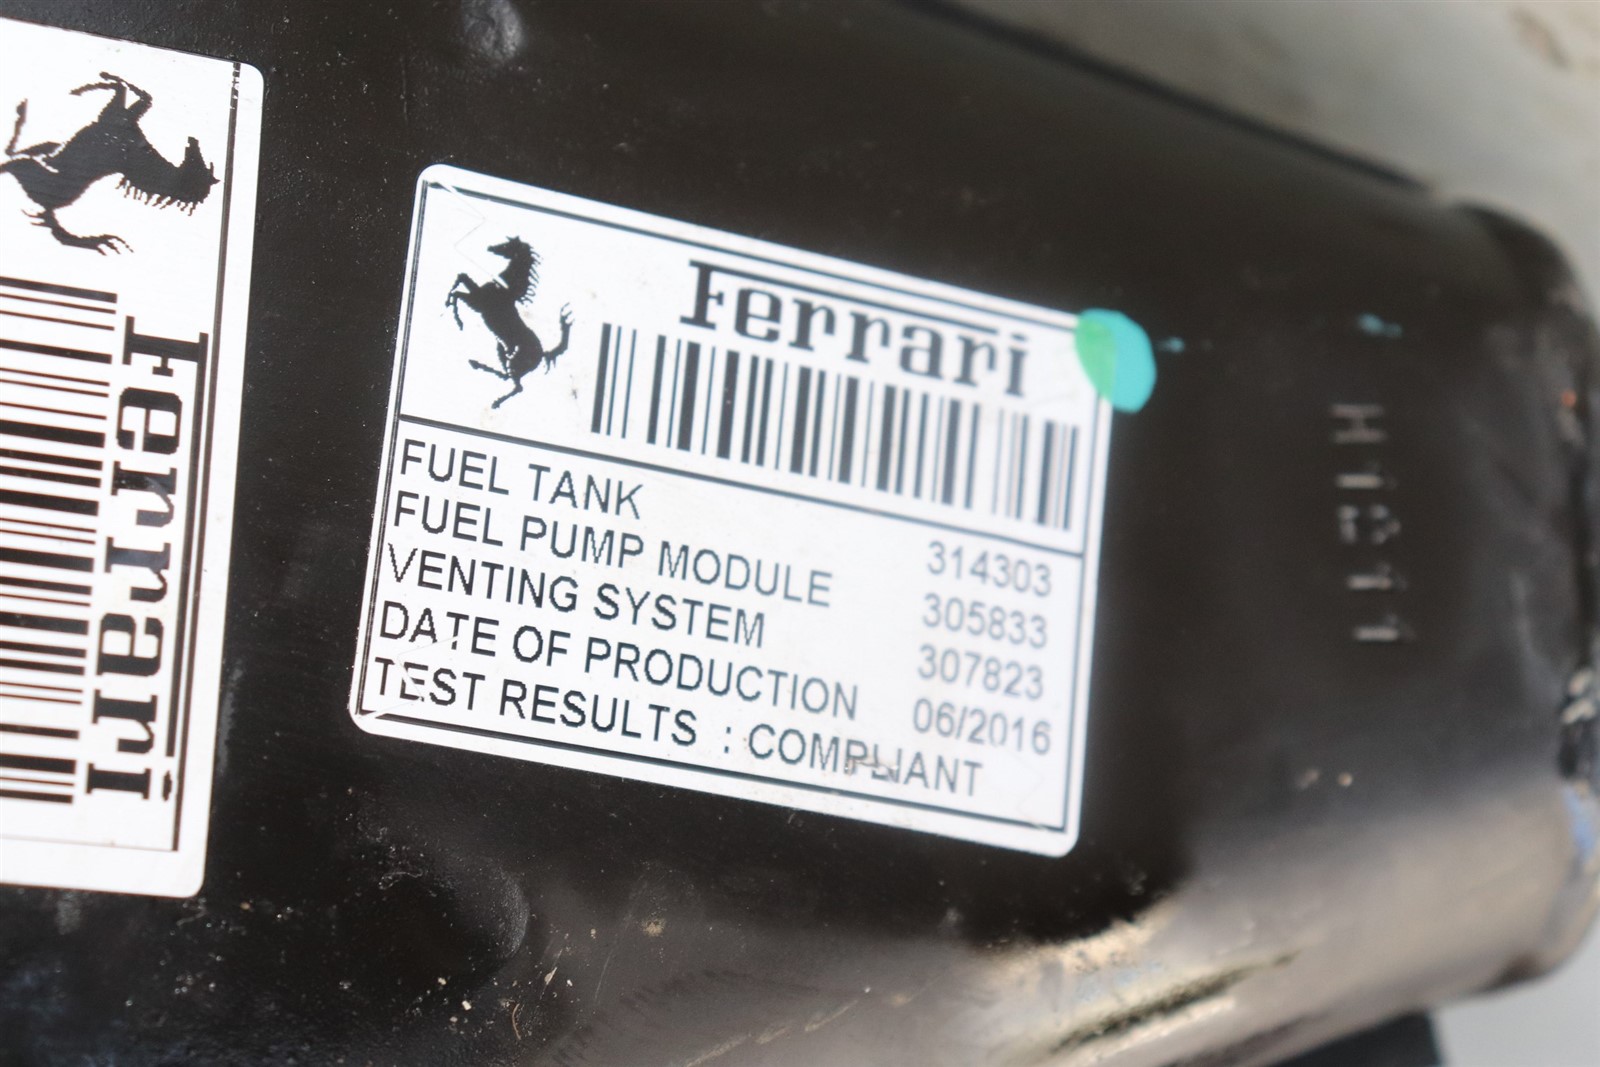 Ferrari
Ferrari
FUEL TANK 314303
FUEL PUMP MODULE 305833
VENTING SYSTEM 307823
DATE OF PRODUCTION 06/2016
TEST RESULTS : COMPLIANT